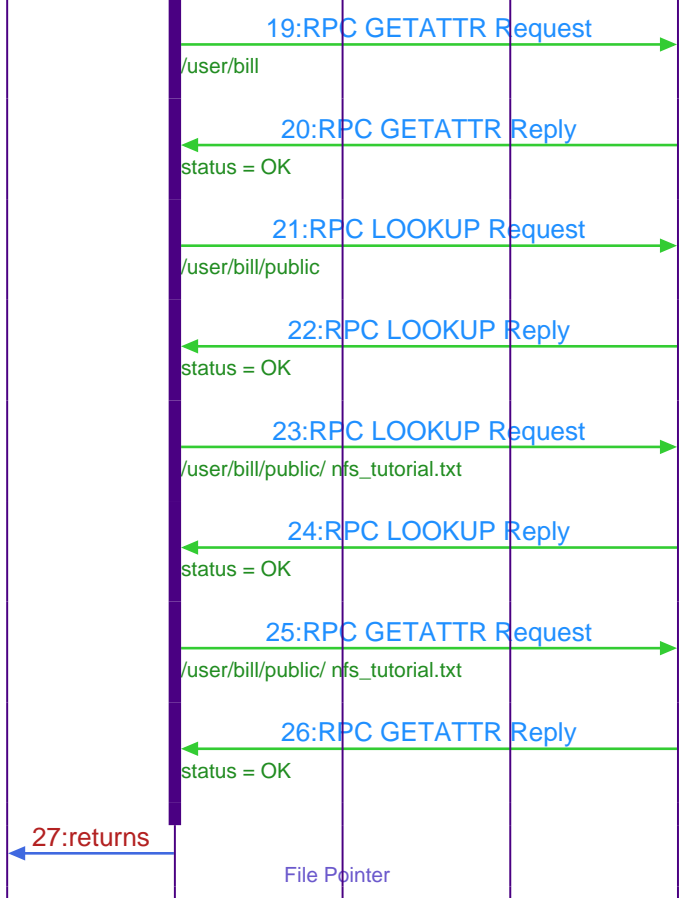 19:RPC GETATTR Request
/user/bill
20:RPC GETATTR Reply
status = OK
21:RPC LOOKUP Request
/user/bill/public
22:RPC LOOKUP Reply
status = OK
23:RPC LOOKUP Request
/user/bill/public/ nfs_tutorial.txt
24:RPC LOOKUP Reply
status = OK
25:RPC GETATTR Request
/user/bill/public/ nfs_tutorial.txt
26:RPC GETATTR Reply
status = OK
27:returns
File Pointer